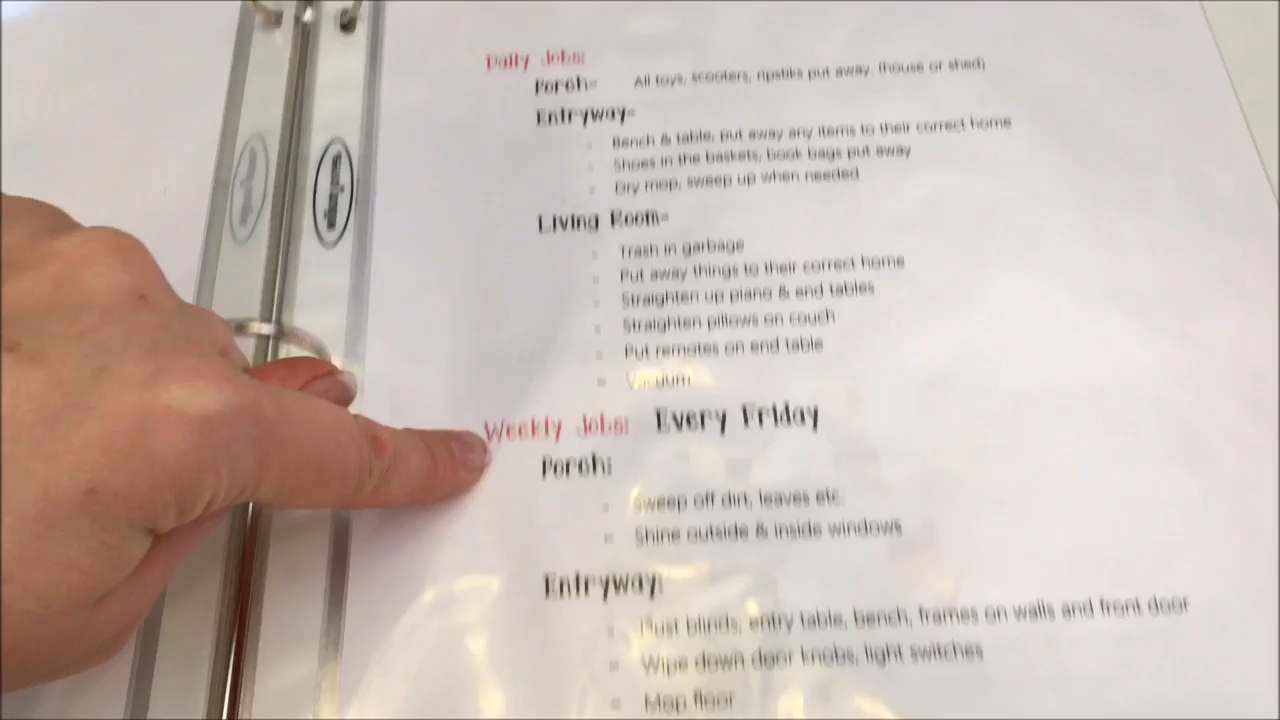 Daily Jobs:
Porch- All toys, scooters, ripstiks put away. (house or shed)
Entryway-
Bench & table, put away any items to their correct home
Shoes in the baskets, book bags put away
Dry mop, sweep up when needed
Living Room-
Trash in garbage
Put away things to their correct home
Straighten up piano & end tables
Straighten pillows on couch
Put remotes on end table
Vacuum
Weekly Jobs: Every Friday
Porch:
Sweep off dirt, leaves etc.
Shine outside & inside windows
Entryway:
Dust blinds, entry table, bench, frames on walls and front door
Wipe down door knobs, light switches
Mop floor